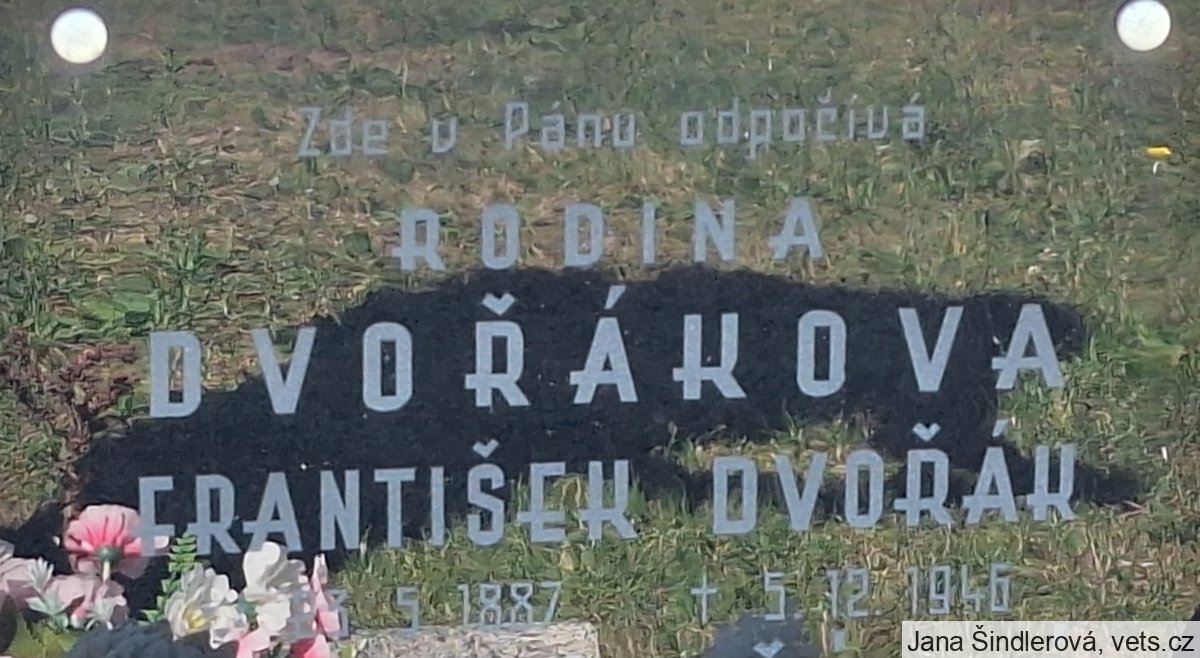 Zde v Pánu odpočívá
RODINA
DVOŘÁKOVA
FRANTIŠEK DVOŘÁK
5 1887 † 5 12 1946
Jana Šindlerová, vets.cz